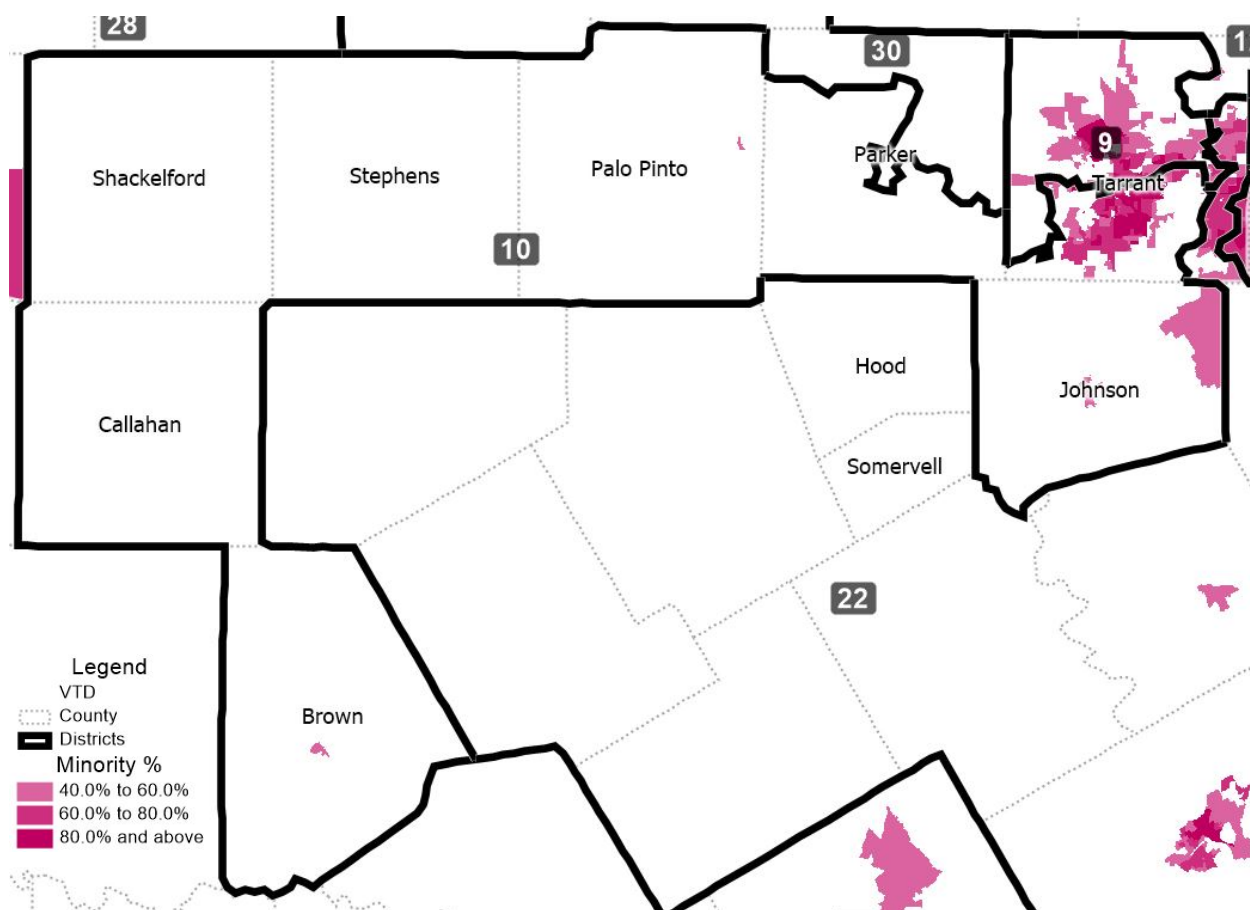 28
30
9
Shackelford
Stephens
Palo Pinto
Parker
Tarrant
10
Hood
Johnson
Callahan
Somervell
22
Brown
Legend
VTD
County
Districts
Minority %
40.0% to 60.0%
60.0% to 80.0%
80.0% and above